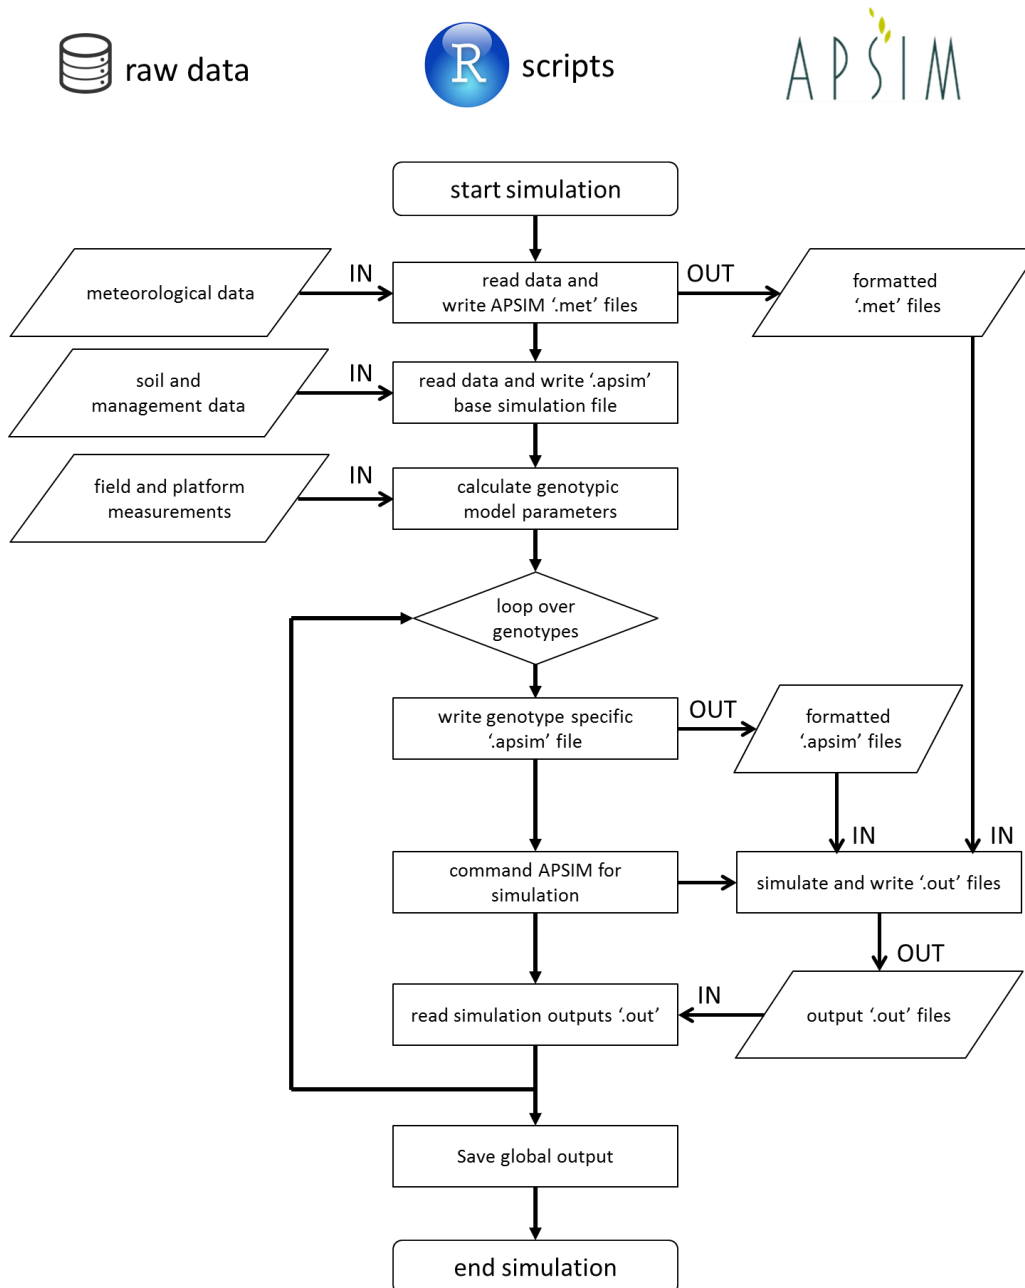 raw data
R
scripts
APSIM
start simulation
meteorological data
IN
read data and
write APSIM ‘.met’ files
OUT
formatted
‘.met’ files
soil and
management data
IN
read data and write ‘.apsim’
base simulation file
field and platform
measurements
IN
calculate genotypic
model parameters
loop over
genotypes
write genotype specific
‘.apsim’ file
OUT
formatted
‘.apsim’ files
IN
IN
command APSIM for
simulation
simulate and write ‘.out’ files
OUT
read simulation outputs ‘.out’
IN
output ‘.out’ files
Save global output
end simulation